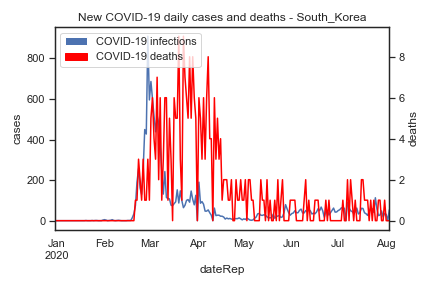 New COVID-19 daily cases and deaths - South_Korea
COVID-19 infections
COVID-19 deaths
cases
800
600
400
200
0
deaths
8
6
4
2
0
Jan Feb Mar Apr May Jun Jul Aug
2020
dateRep